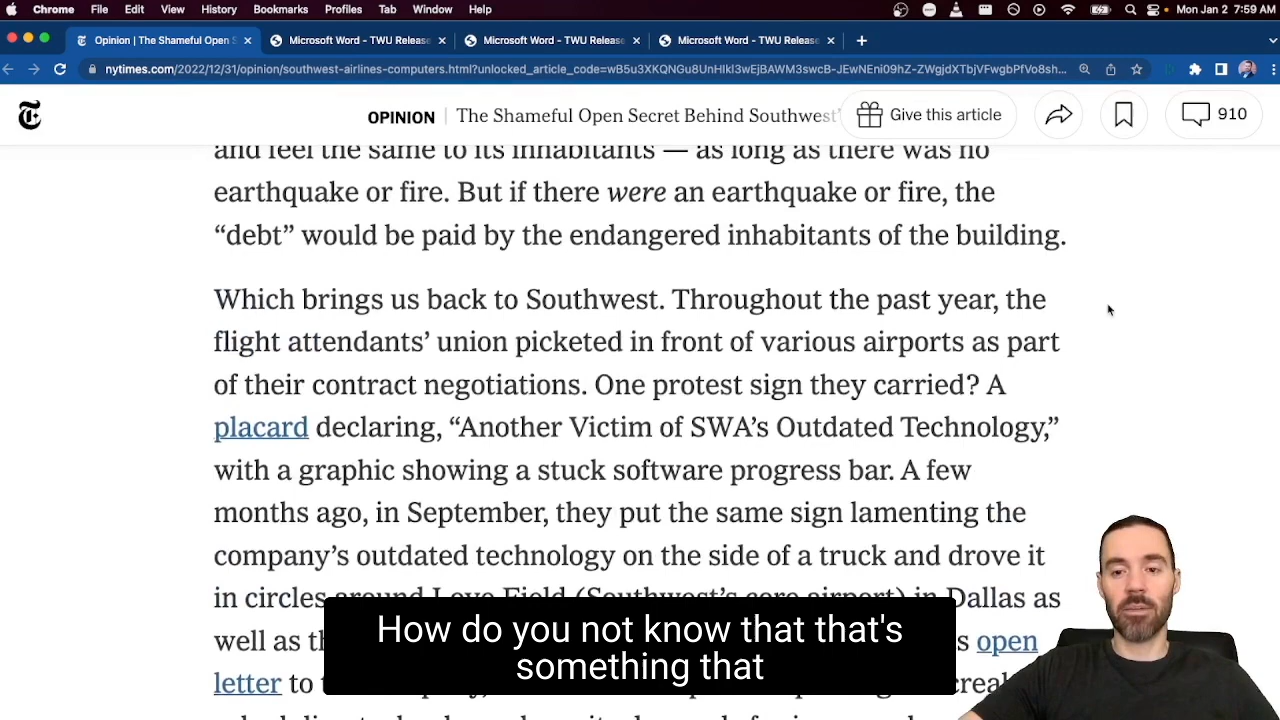 Chrome File Edit View History Bookmarks Profiles Tab Window Help Mon Jan 2 7:59 AM
Opinion | The Shameful Open S Microsoft Word - TWU Release Microsoft Word - TWU Release Microsoft Word - TWU Release
nytimes.com/2022/12/31/opinion/southwest-airlines-computers.html?unlocked_article_code=wB5u3XKQNGu8UnHIkl3wEjBAWM3swcB-JEwNEni09hZ-ZWgjdXTbjVFwgbPfVo8sh...
OPINION | The Shameful Open Secret Behind Southwest' Give this article 910
and feel the same to its inhabitants — as long as there was no
earthquake or fire. But if there were an earthquake or fire, the
“debt” would be paid by the endangered inhabitants of the building.
Which brings us back to Southwest. Throughout the past year, the
flight attendants’ union picketed in front of various airports as part
of their contract negotiations. One protest sign they carried? A
placard declaring, “Another Victim of SWA’s Outdated Technology,”
with a graphic showing a stuck software progress bar. A few
months ago, in September, they put the same sign lamenting the
company’s outdated technology on the side of a truck and drove it
in circles around Love Field (Southwest’s core airport) in Dallas as
well as open
letter to
How do you not know that that's
something that